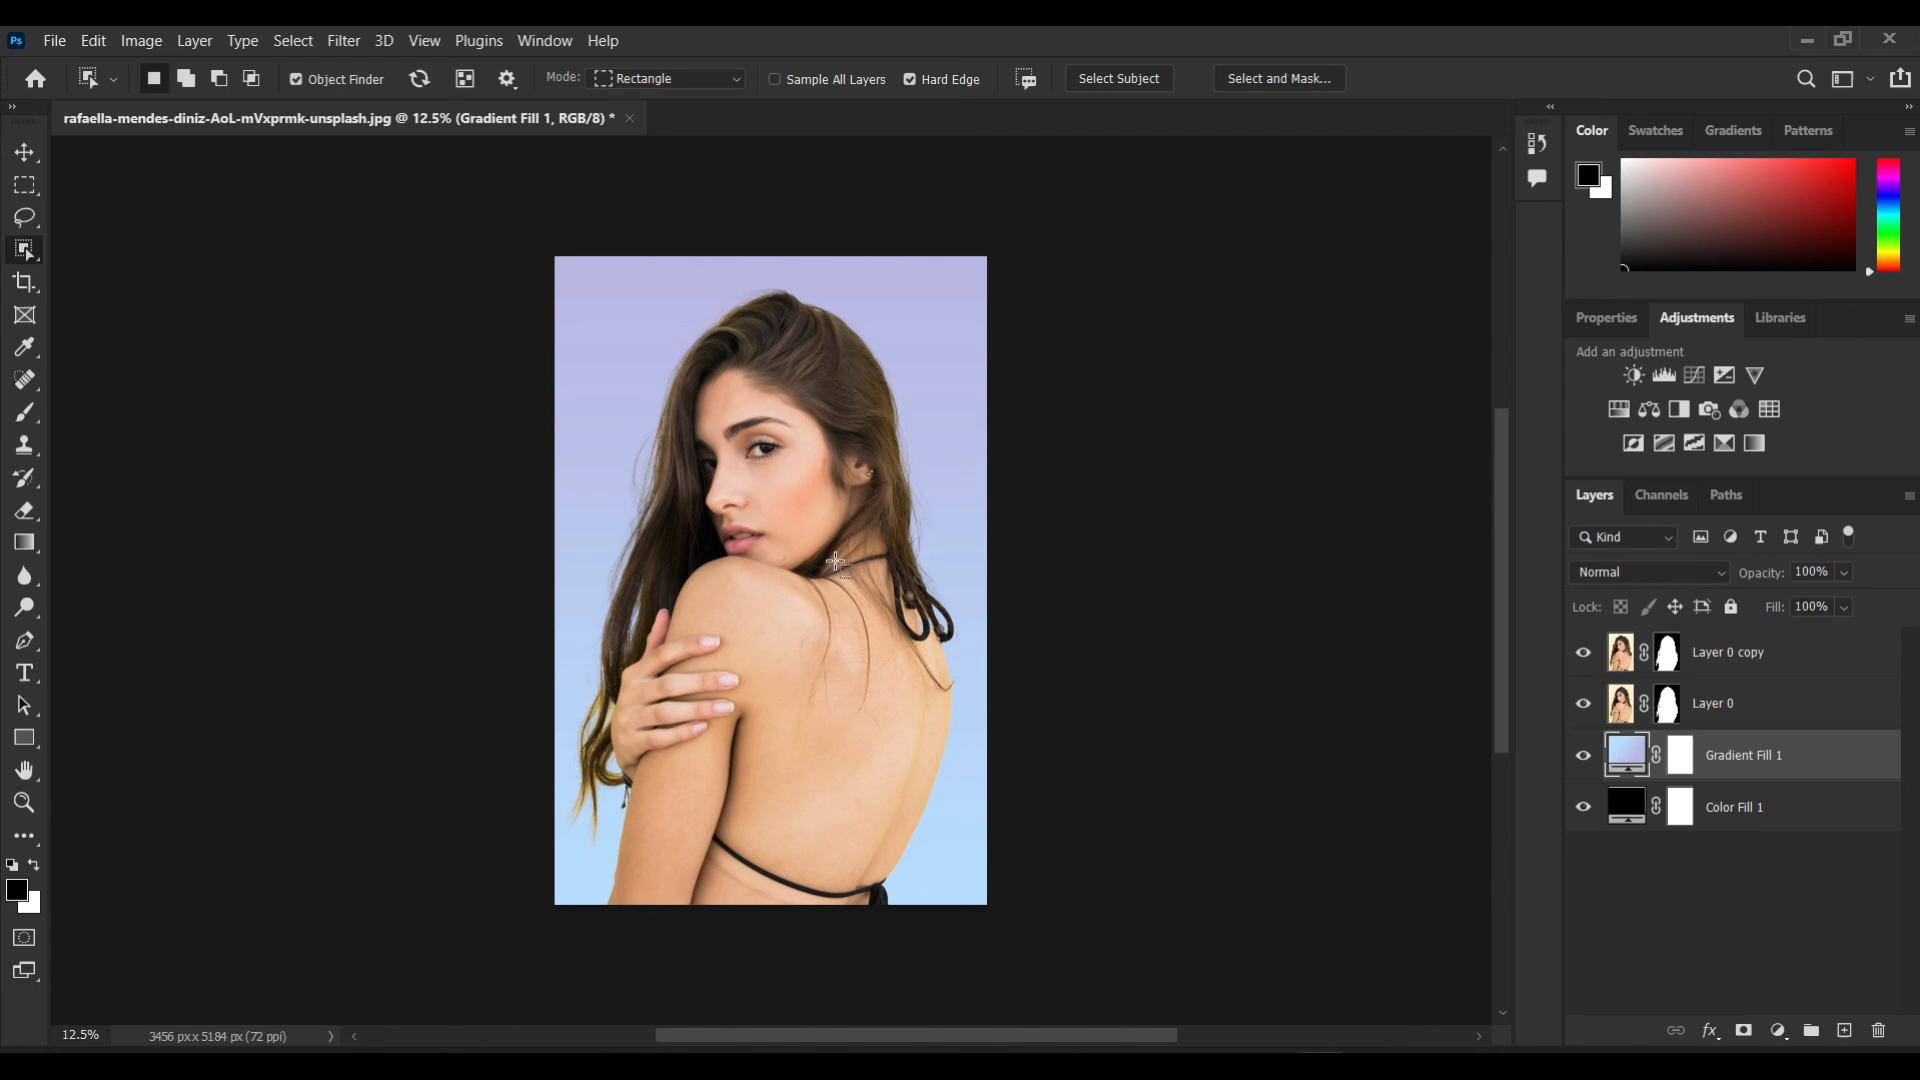 Ps File Edit Image Layer Type Select Filter 3D View Plugins Window Help
Object Finder Mode: Rectangle Sample All Layers Hard Edge Select Subject Select and Mask...
rafaella-mendes-diniz-AoL-mVxprmk-unsplash.jpg @ 12.5% (Gradient Fill 1, RGB/8) *
Color Swatches Gradients Patterns
Properties Adjustments Libraries
Add an adjustment
Layers Channels Paths
Kind
Normal Opacity: 100%
Lock: Fill: 100%
Layer 0 copy
Layer 0
Gradient Fill 1
Color Fill 1
12.5% 3456 px x 5184 px (72 ppi)
fx